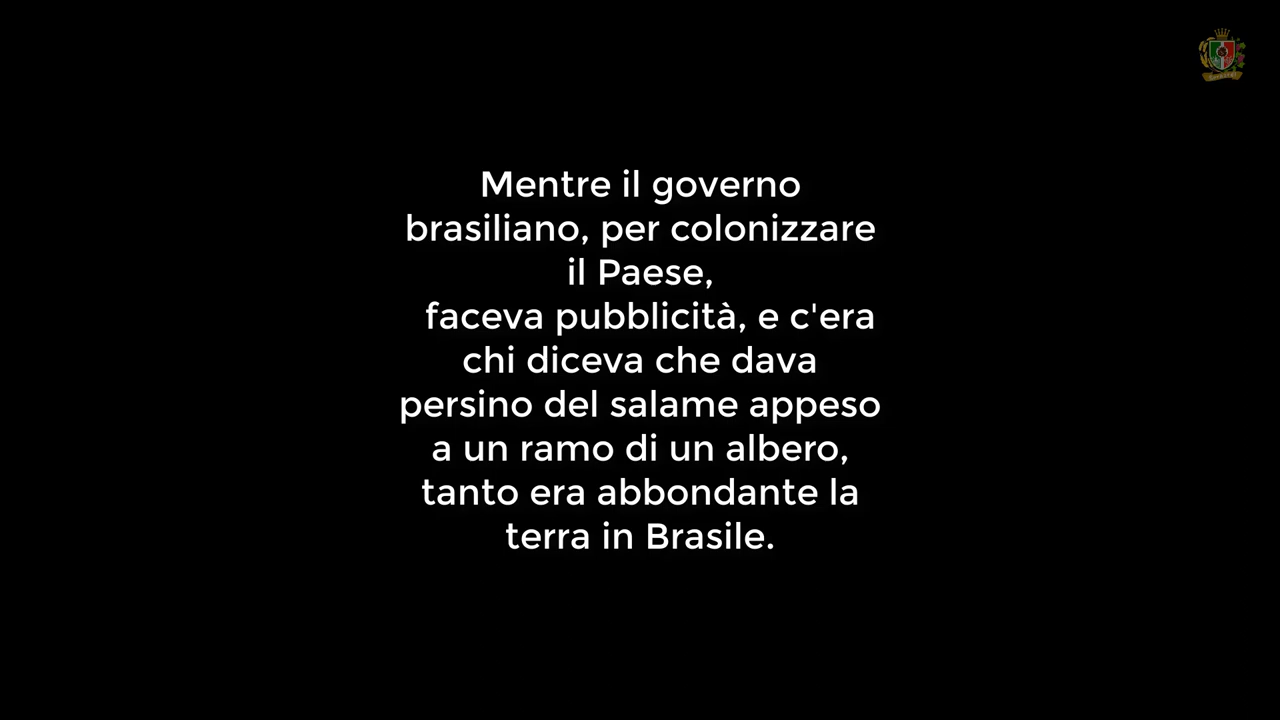 Mentre il governo
brasiliano, per colonizzare
il Paese,
faceva pubblicità, e c'era
chi diceva che dava
persino del salame appeso
a un ramo di un albero,
tanto era abbondante la
terra in Brasile.